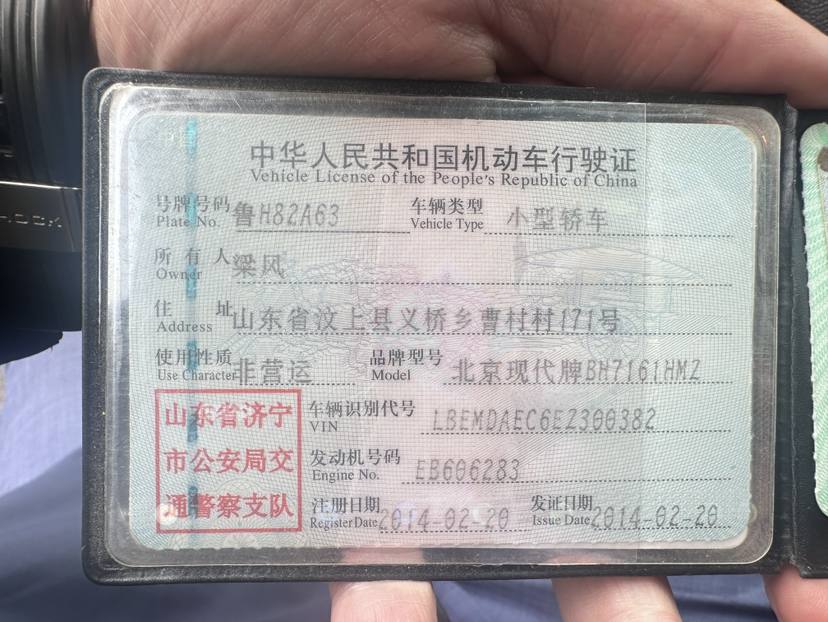 中华人民共和国机动车行驶证
Vehicle License of the People's Republic of China
号牌号码 鲁H82A63 车辆类型 小型轿车
Plate No. Vehicle Type
所有人 梁风
Owner
住址 山东省汶上县义桥乡曹村村171号
Address
使用性质 非营运 品牌型号 北京现代牌BH7161HMZ
Use Character Model
山东省济宁
市公安局交
通警察支队
车辆识别代号 LBEMDAEC6EZ300382
VIN
发动机号码 EB606283
Engine No.
注册日期 2014-02-20 发证日期 2014-02-20
Register Date Issue Date